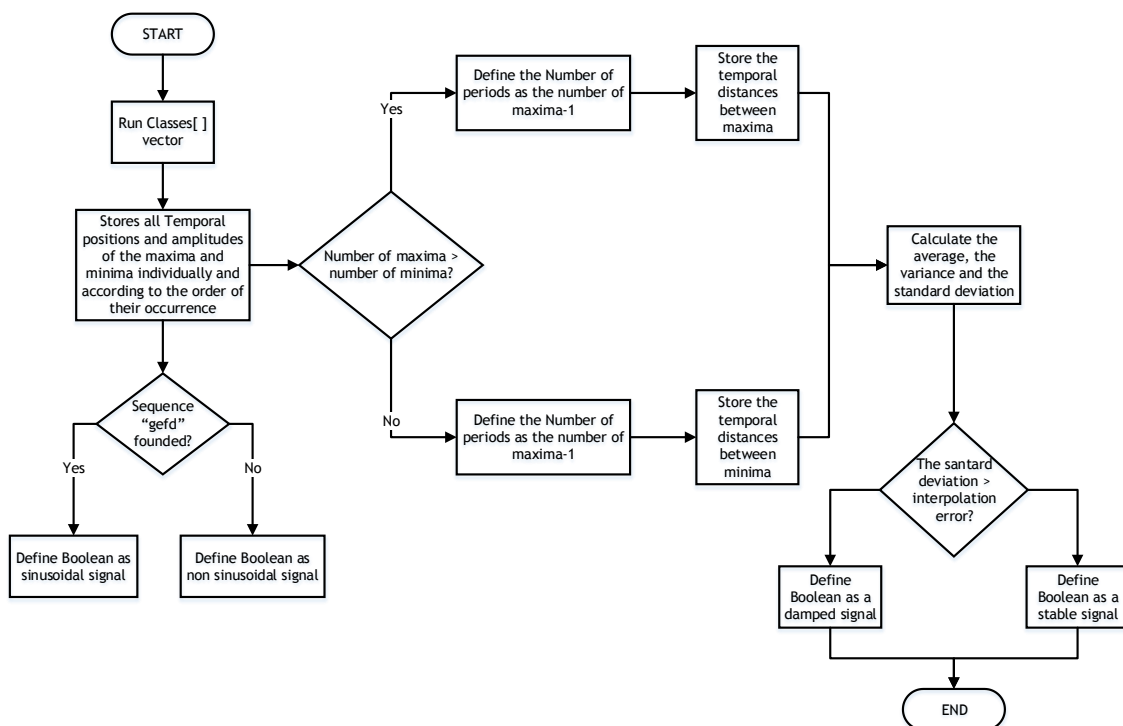 START
Run Classes[ ]
vector
Stores all Temporal
positions and amplitudes
of the maxima and
minima individually and
according to the order of
their occurrence
Sequence
“gefd”
founded?
Yes
No
Define Boolean as
sinusoidal signal
Define Boolean as
non sinusoidal signal
Number of maxima >
number of minima?
Yes
Define the Number of
periods as the number of
maxima-1
Store the
temporal
distances
between
maxima
No
Define the Number of
periods as the number of
maxima-1
Store the
temporal
distances
between
minima
Calculate the
average, the
variance and the
standard deviation
The santard
deviation >
interpolation
error?
Define
Boolean as a
damped signal
Define
Boolean as a
stable signal
END